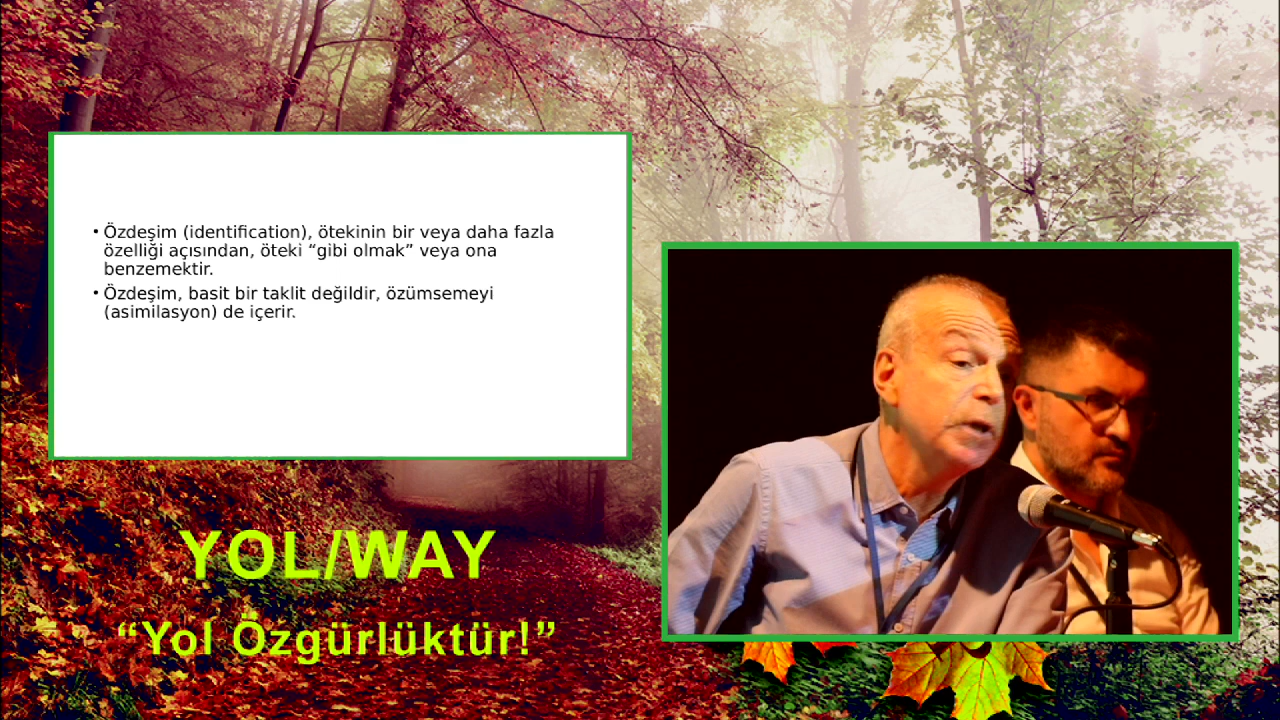 • Özdeşim (identification), ötekinin bir veya daha fazla
özelliği açısından, öteki “gibi olmak” veya ona
benzemektir.
• Özdeşim, basit bir taklit değildir, özümsemeyi
(asimilasyon) de içerir.
YOL/WAY
“Yol Özgürlüktür!”